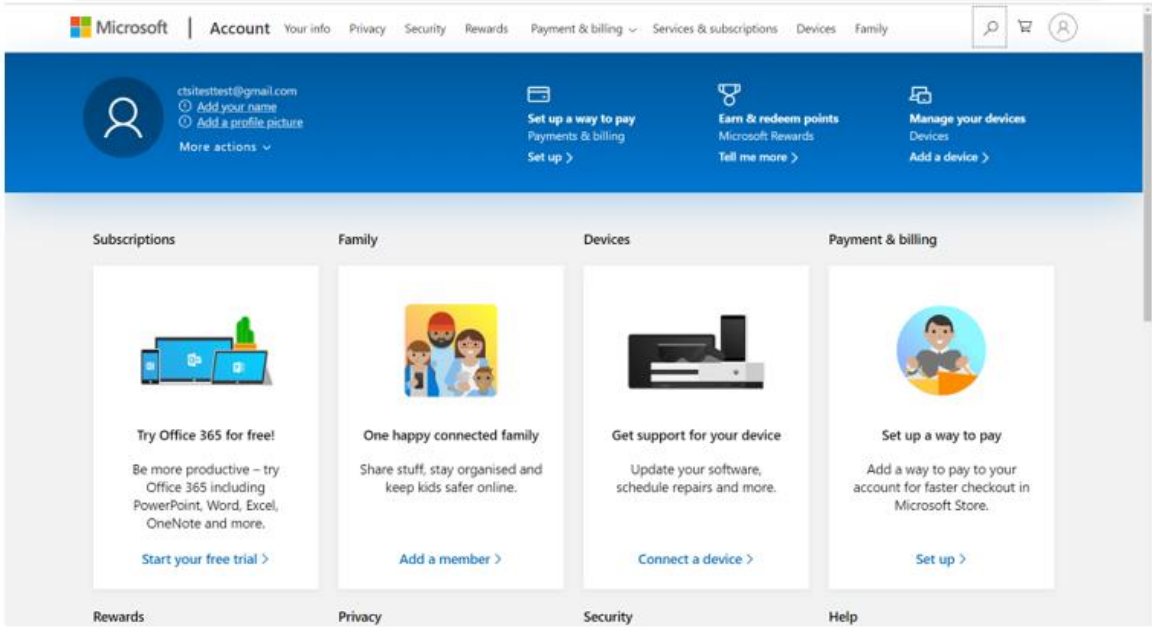 Microsoft | Account Your info Privacy Security Rewards Payment & billing Services & subscriptions Devices Family
ctsitesttest@gmail.com
Add your name
Add a profile picture
More actions
Set up a way to pay
Payments & billing
Set up >
Earn & redeem points
Microsoft Rewards
Tell me more >
Manage your devices
Devices
Add a device >
Subscriptions
Try Office 365 for free!
Be more productive – try
Office 365 including
PowerPoint, Word, Excel,
OneNote and more.
Start your free trial >
Family
One happy connected family
Share stuff, stay organised and
keep kids safer online.
Add a member >
Devices
Get support for your device
Update your software,
schedule repairs and more.
Connect a device >
Payment & billing
Set up a way to pay
Add a way to pay to your
account for faster checkout in
Microsoft Store.
Set up >
Rewards
Privacy
Security
Help